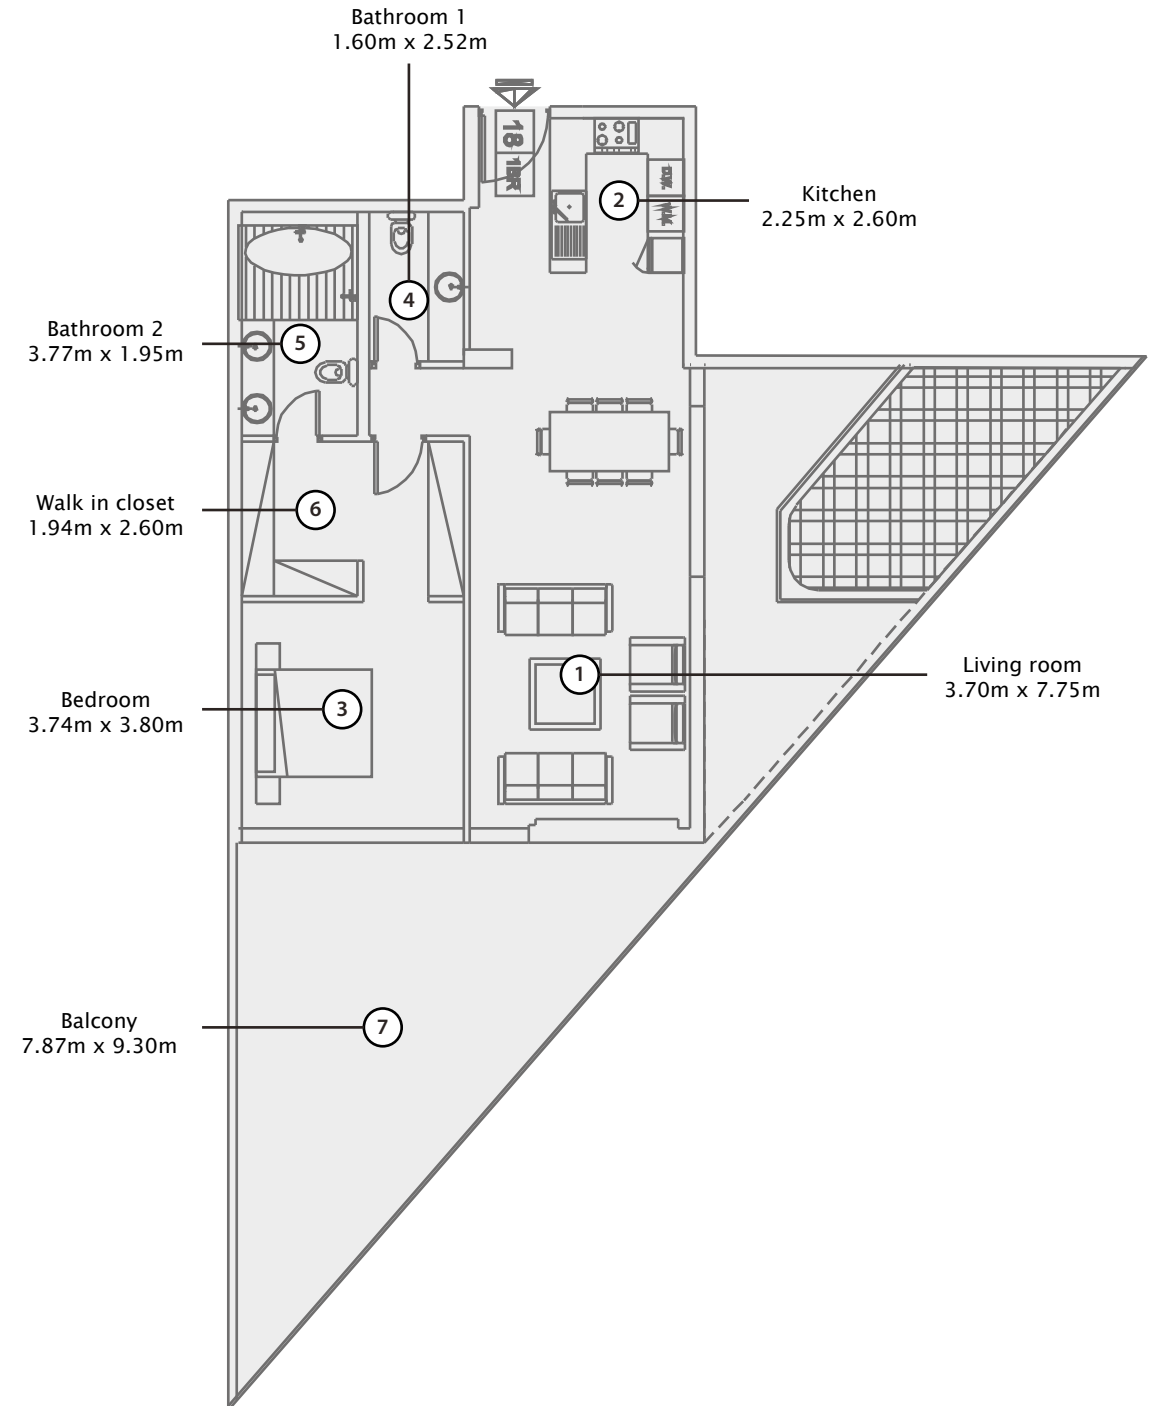 Bathroom 1
1.60m x 2.52m
18
1BR
D.W.
2
Kitchen
2.25m x 2.60m
4
Bathroom 2
3.77m x 1.95m
5
Walk in closet
1.94m x 2.60m
6
Living room
3.70m x 7.75m
1
Bedroom
3.74m x 3.80m
3
Balcony
7.87m x 9.30m
7